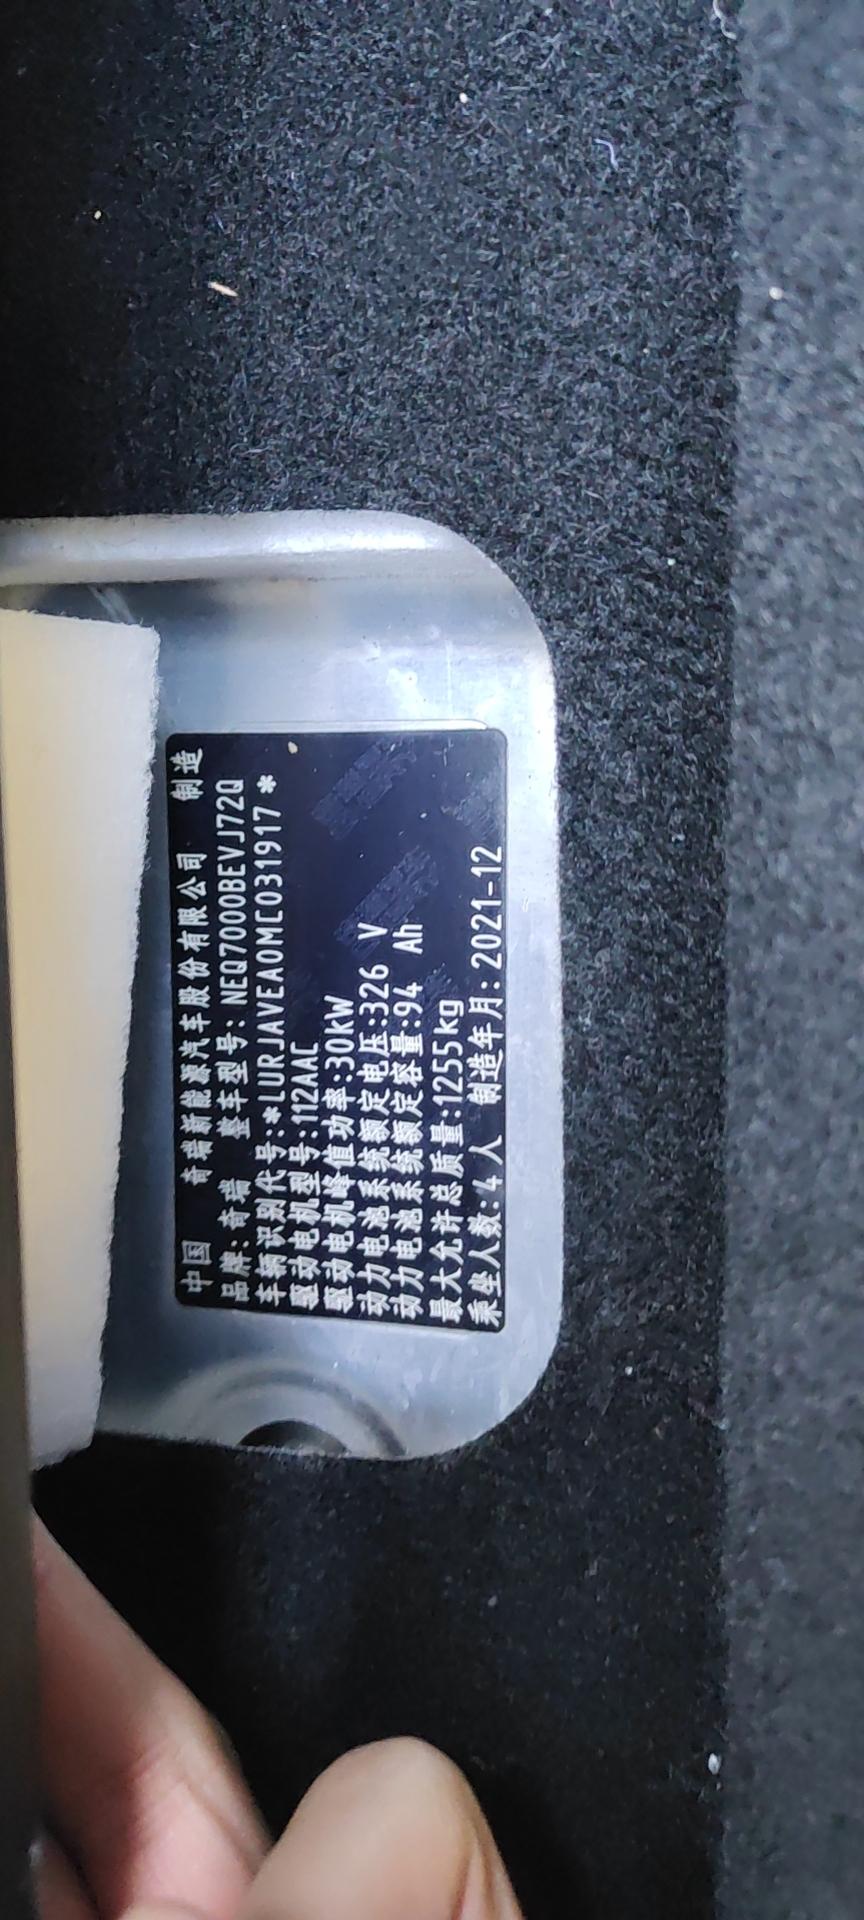 中国 奇瑞新能源汽车股份有限公司 制造
品牌:奇瑞 整车型号:NEQ7000BEVJ72Q
车辆识别代号:*LURJAVEA0MC031917*
驱动电机型号:112AAC
驱动电机峰值功率:30kW
动力电池系统额定电压:326 V
动力电池系统额定容量:94 Ah
最大允许总质量:1255kg
乘坐人数:4人 制造年月:2021-12